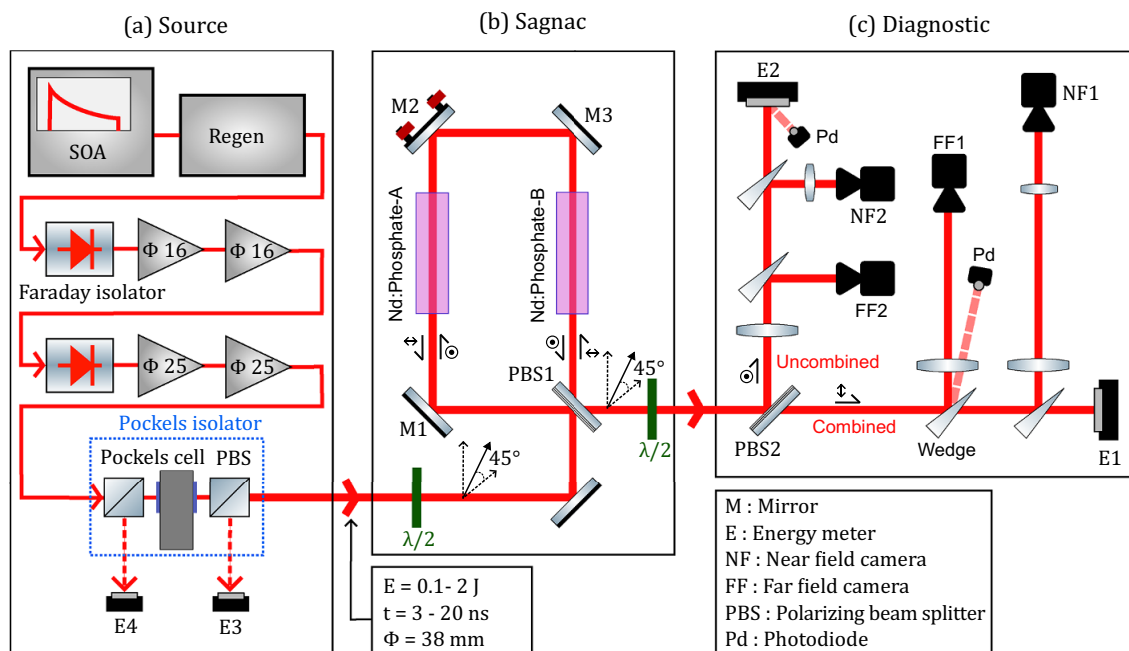 (a) Source
SOA
Regen
Faraday isolator
Φ 16
Φ 16
Φ 25
Φ 25
Pockels isolator
Pockels cell
PBS
E4
E3
(b) Sagnac
M2
M3
Nd:Phosphate-A
Nd:Phosphate-B
PBS1
45°
M1
45°
λ/2
λ/2
E = 0.1- 2 J
t = 3 - 20 ns
Φ = 38 mm
(c) Diagnostic
E2
Pd
NF2
FF2
FF1
NF1
Pd
Uncombined
Combined
PBS2
Wedge
E1
M : Mirror
E : Energy meter
NF : Near field camera
FF : Far field camera
PBS : Polarizing beam splitter
Pd : Photodiode